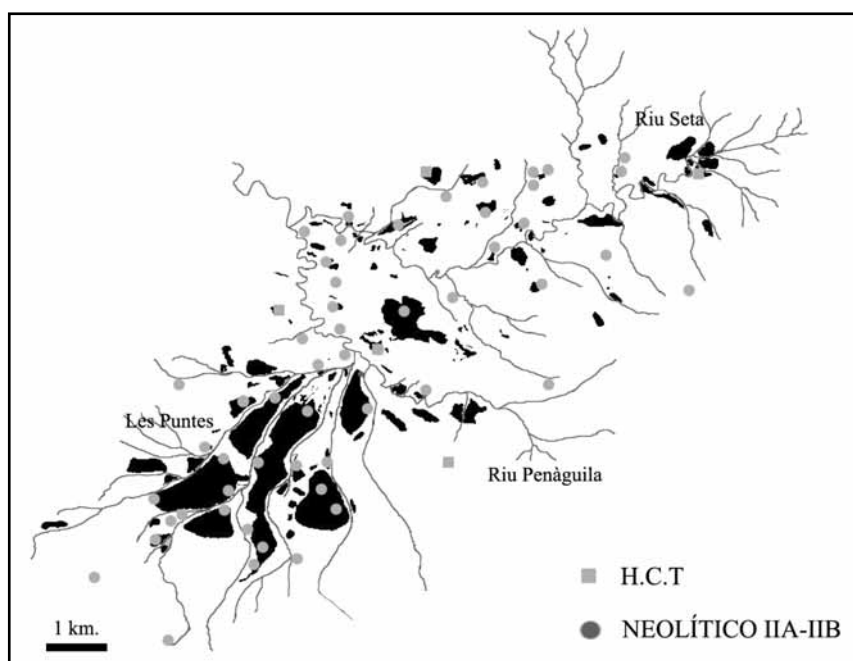 Riu Seta
Les Puntes
Riu Penàguila
H.C.T
1 km.
NEOLÍTICO IIA-IIB